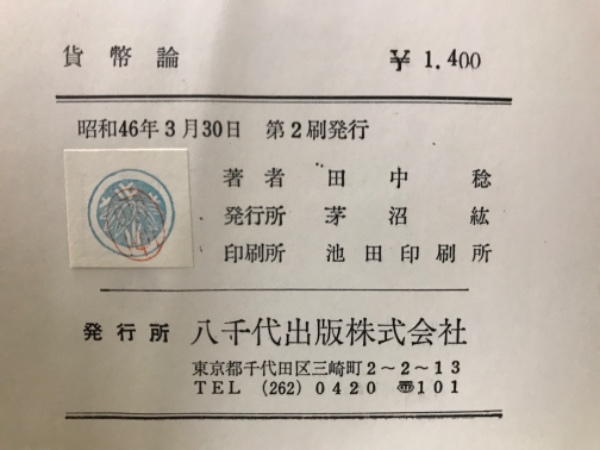 貨幣論 ¥1.400
昭和46年3月30日 第2刷発行
著者 田中稔
発行所 茅沼紘
印刷所 池田印刷所
発行所 八千代出版株式会社
東京都千代田区三崎町2~2~13
TEL (262) 0420 〠101